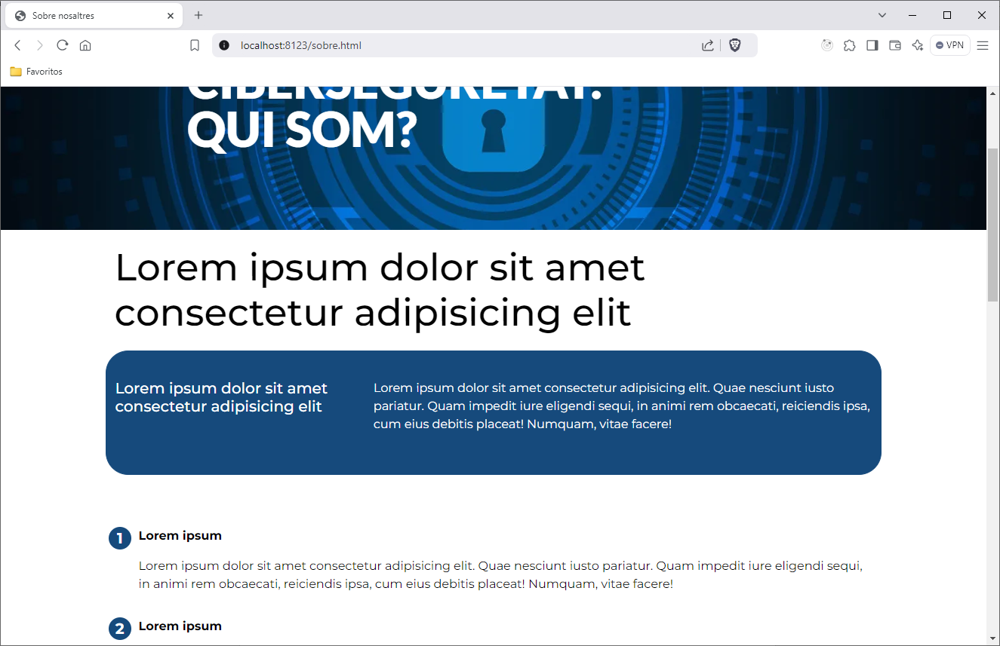 Sobre nosaltres
localhost:8123/sobre.html
VPN
Favoritos
CIBERSEGURETAT.
QUI SOM?
Lorem ipsum dolor sit amet
consectetur adipisicing elit
Lorem ipsum dolor sit amet
consectetur adipisicing elit
Lorem ipsum dolor sit amet consectetur adipisicing elit. Quae nesciunt iusto
pariatur. Quam impedit iure eligendi sequi, in animi rem obcaecati, reiciendis ipsa,
cum eius debitis placeat! Numquam, vitae facere!
1 Lorem ipsum
Lorem ipsum dolor sit amet consectetur adipisicing elit. Quae nesciunt iusto pariatur. Quam impedit iure eligendi sequi,
in animi rem obcaecati, reiciendis ipsa, cum eius debitis placeat! Numquam, vitae facere!
2 Lorem ipsum